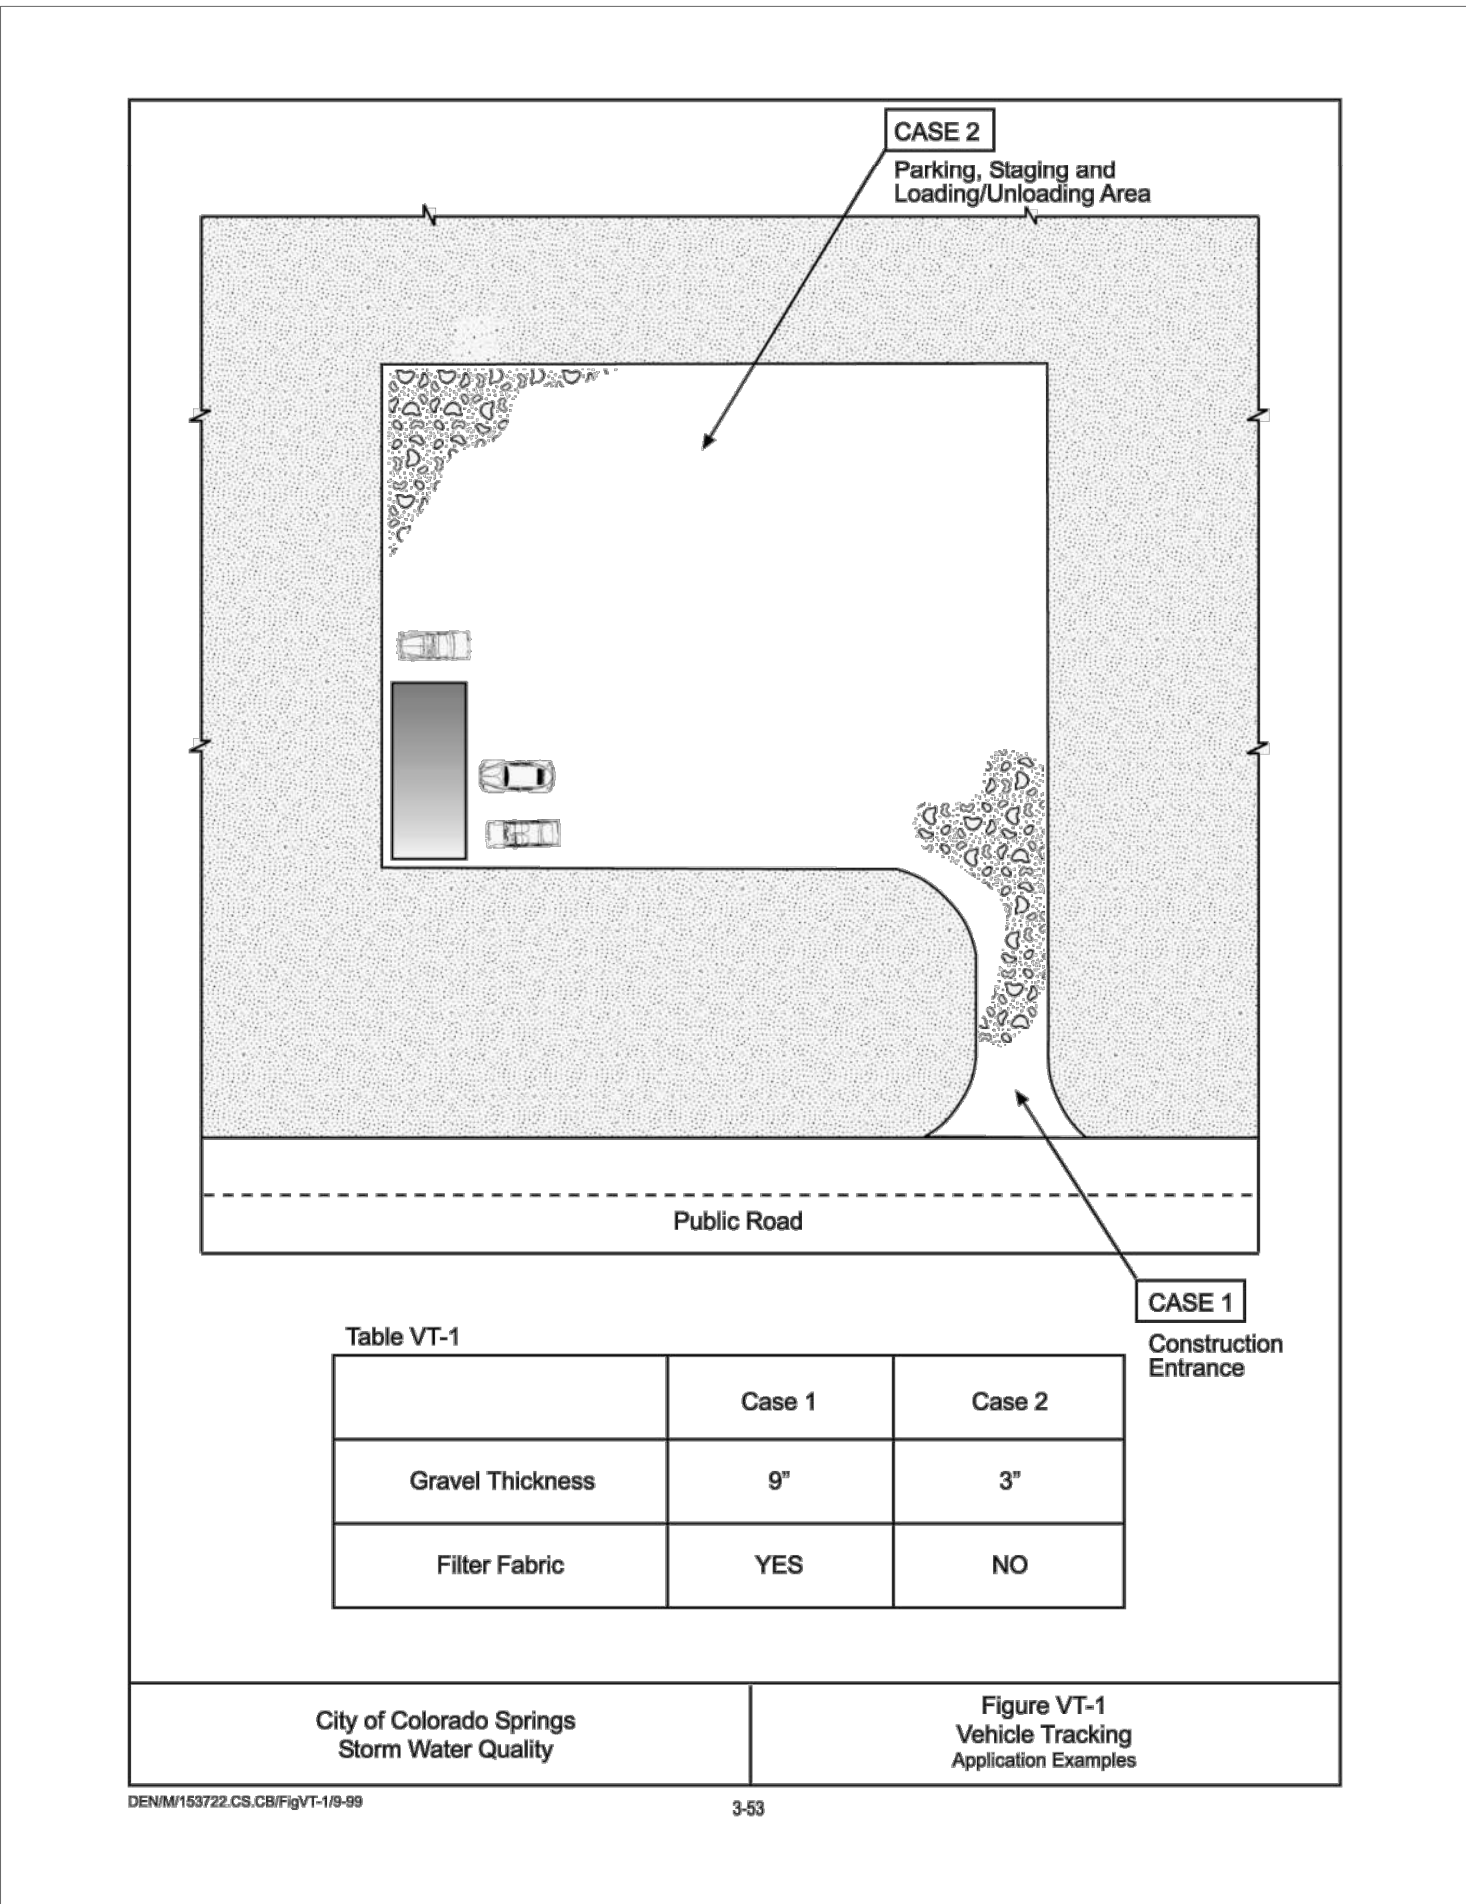 CASE 2
Parking, Staging and
Loading/Unloading Area
Public Road
CASE 1
Construction
Entrance
Table VT-1
Case 1 Case 2
Gravel Thickness 9” 3”
Filter Fabric YES NO
City of Colorado Springs
Storm Water Quality
Figure VT-1
Vehicle Tracking
Application Examples
DEN/M/153722.CS.CB/FigVT-1/9-99
3-53